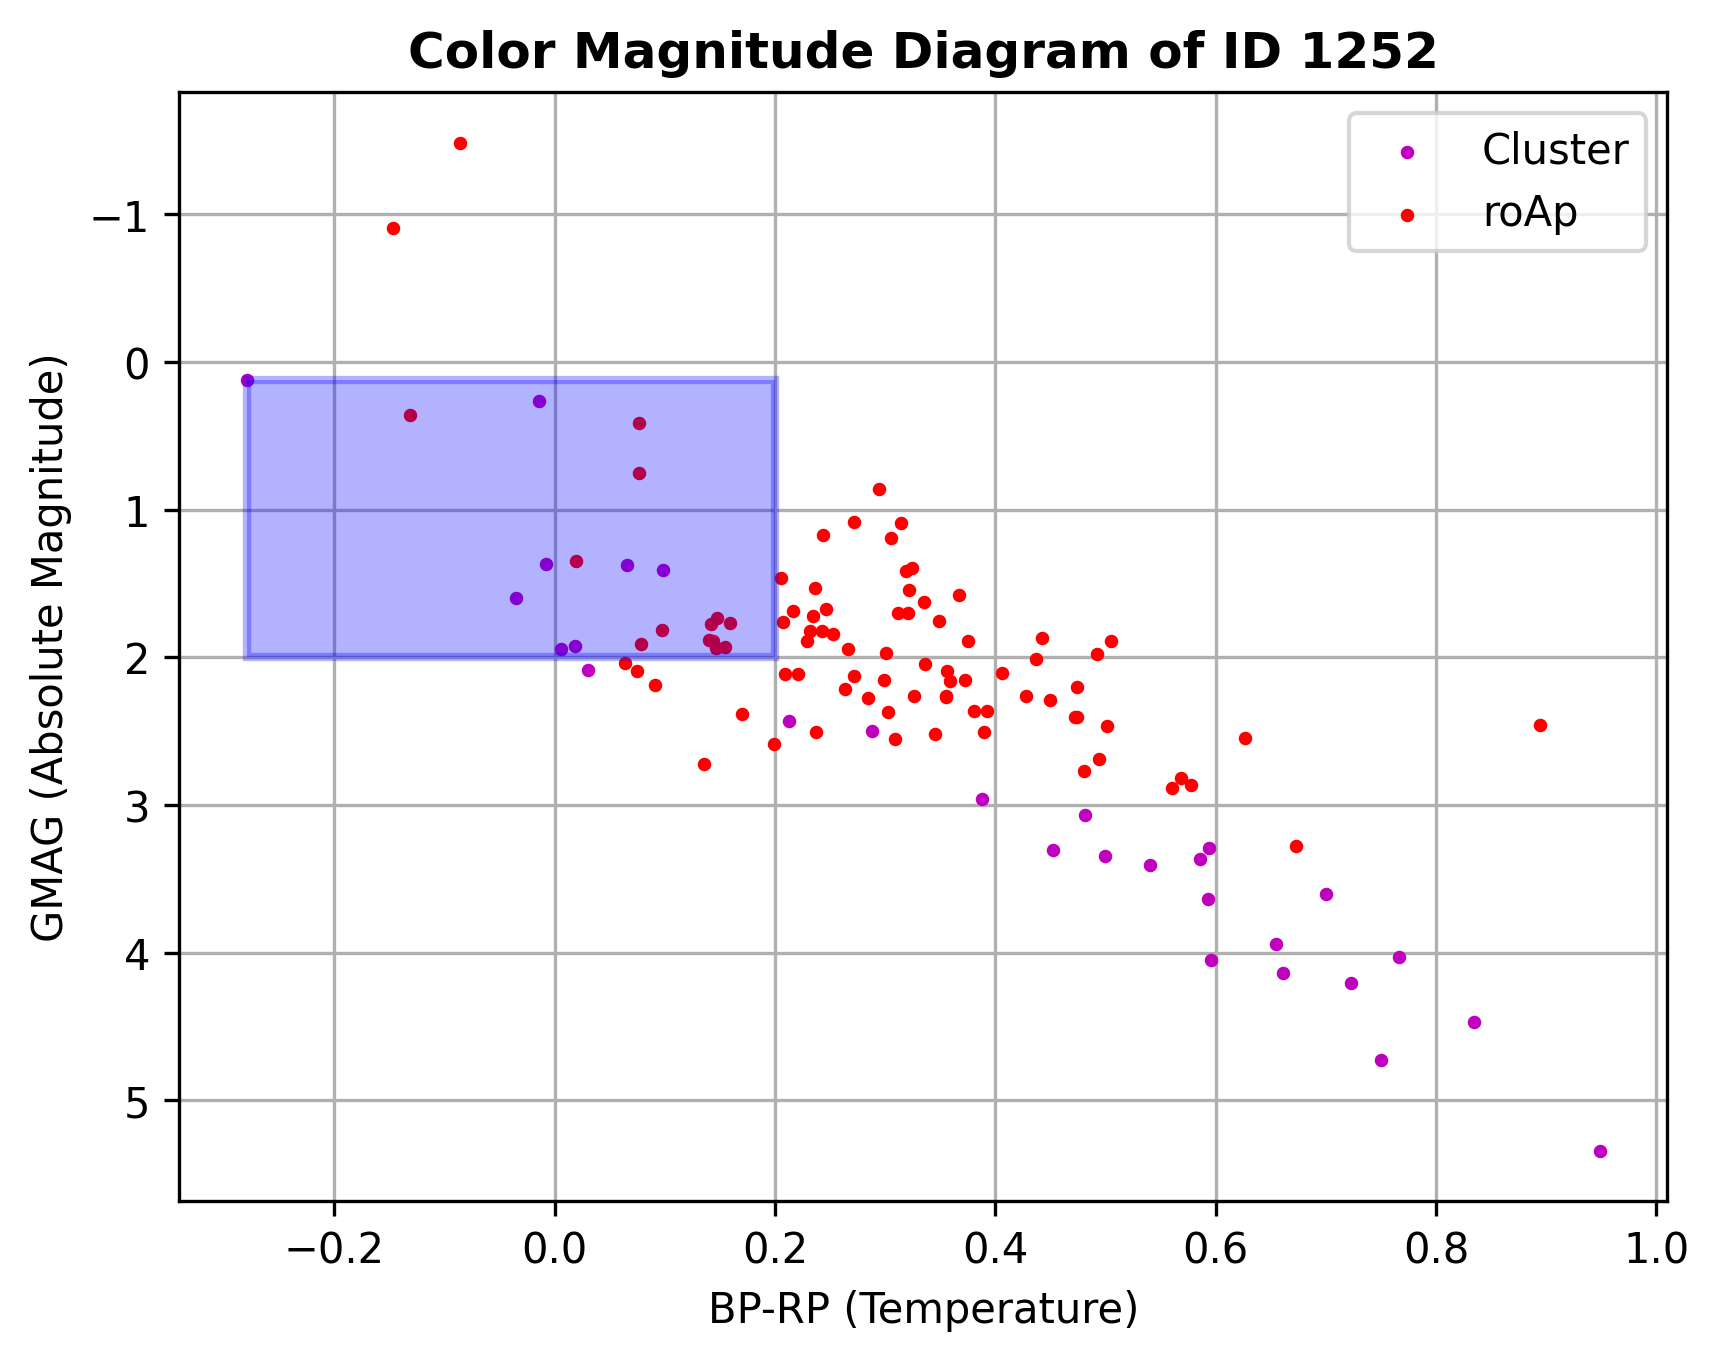 Color Magnitude Diagram of ID 1252
Cluster
roAp
−1
0
1
2
3
4
5
GMAG (Absolute Magnitude)
−0.2 0.0 0.2 0.4 0.6 0.8 1.0
BP-RP (Temperature)